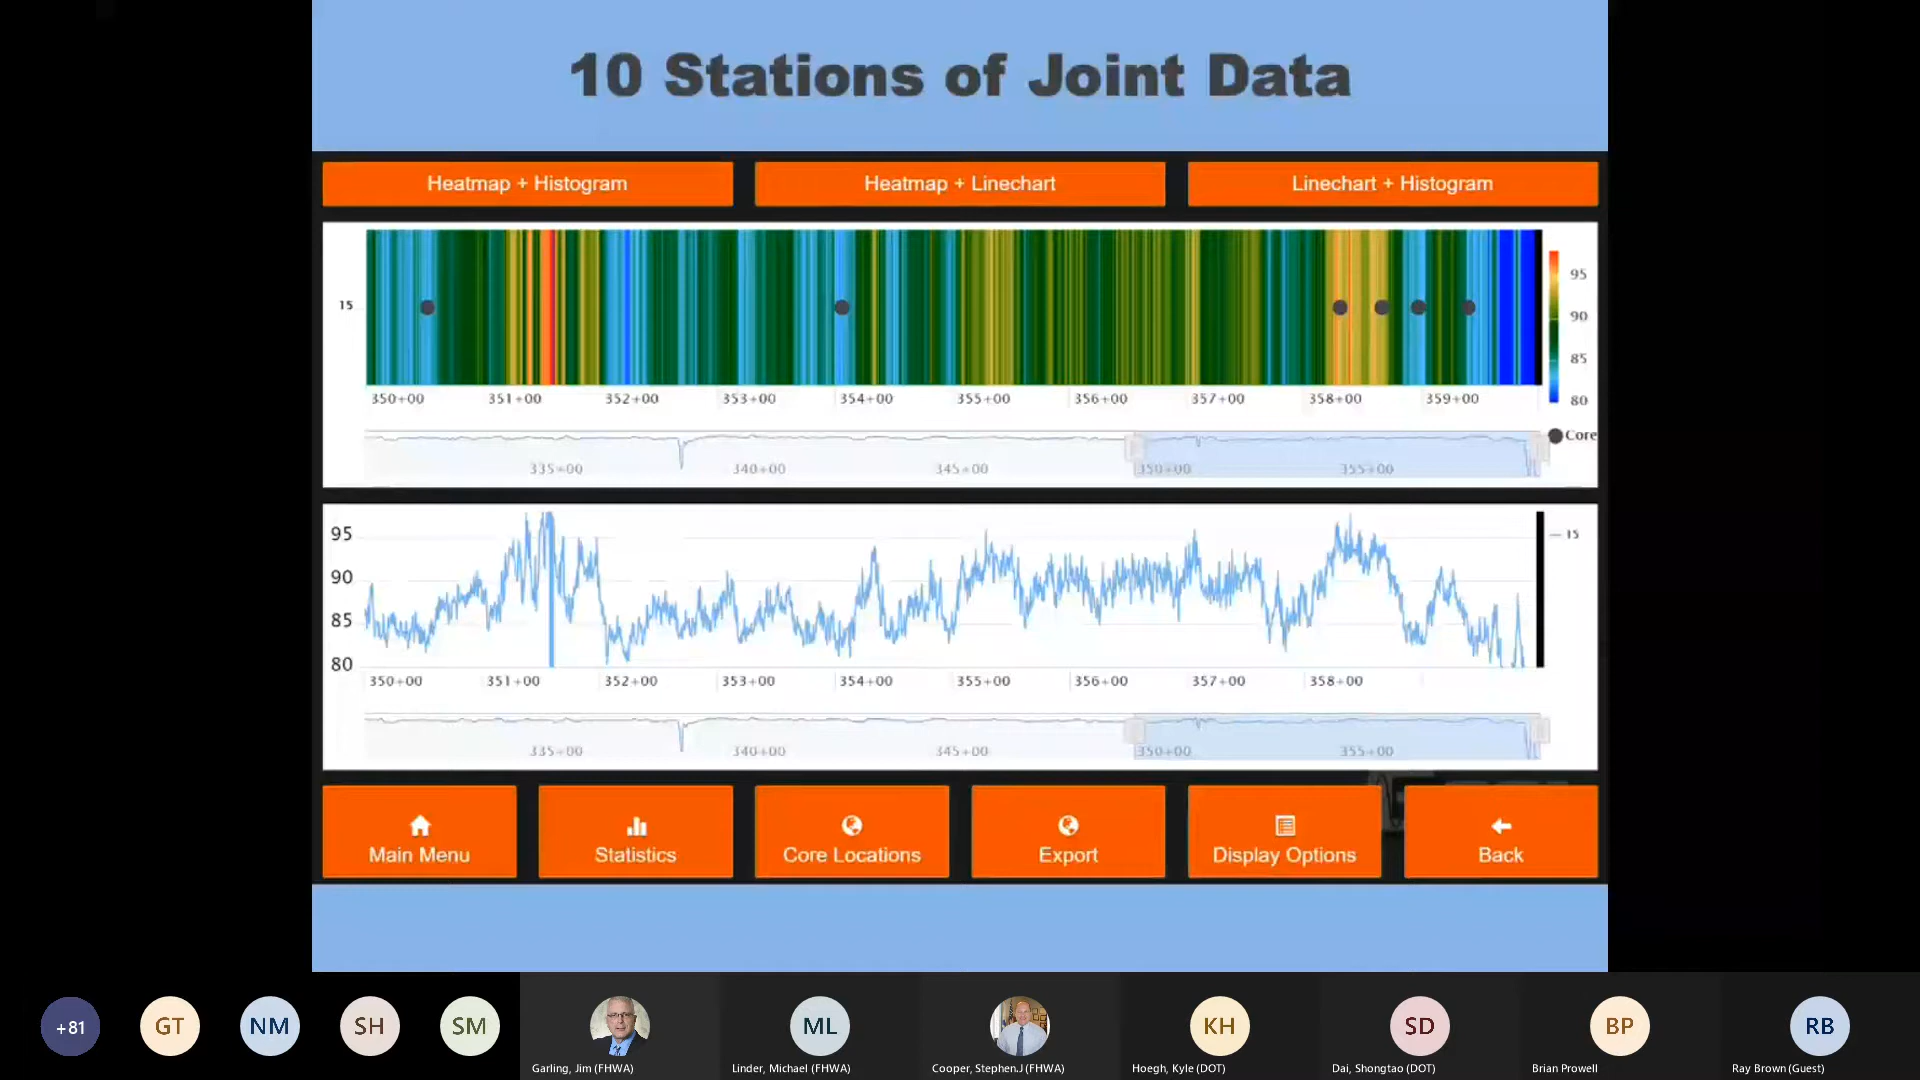 10 Stations of Joint Data
Heatmap + Histogram
Heatmap + Linechart
Linechart + Histogram
15
95
90
85
80
350+00 351+00 352+00 353+00 354+00 355+00 356+00 357+00 358+00 359+00
Core
335+00 340+00 345+00 350+00 355+00
95
90
85
80
15
350+00 351+00 352+00 353+00 354+00 355+00 356+00 357+00 358+00
335+00 340+00 345+00 350+00 355+00
Main Menu
Statistics
Core Locations
Export
Display Options
Back
+81
GT
NM
SH
SM
ML
KH
SD
BP
RB
Garling, Jim (FHWA)
Linder, Michael (FHWA)
Cooper, Stephen.J (FHWA)
Hoegh, Kyle (DOT)
Dai, Shongtao (DOT)
Brian Prowell
Ray Brown (Guest)